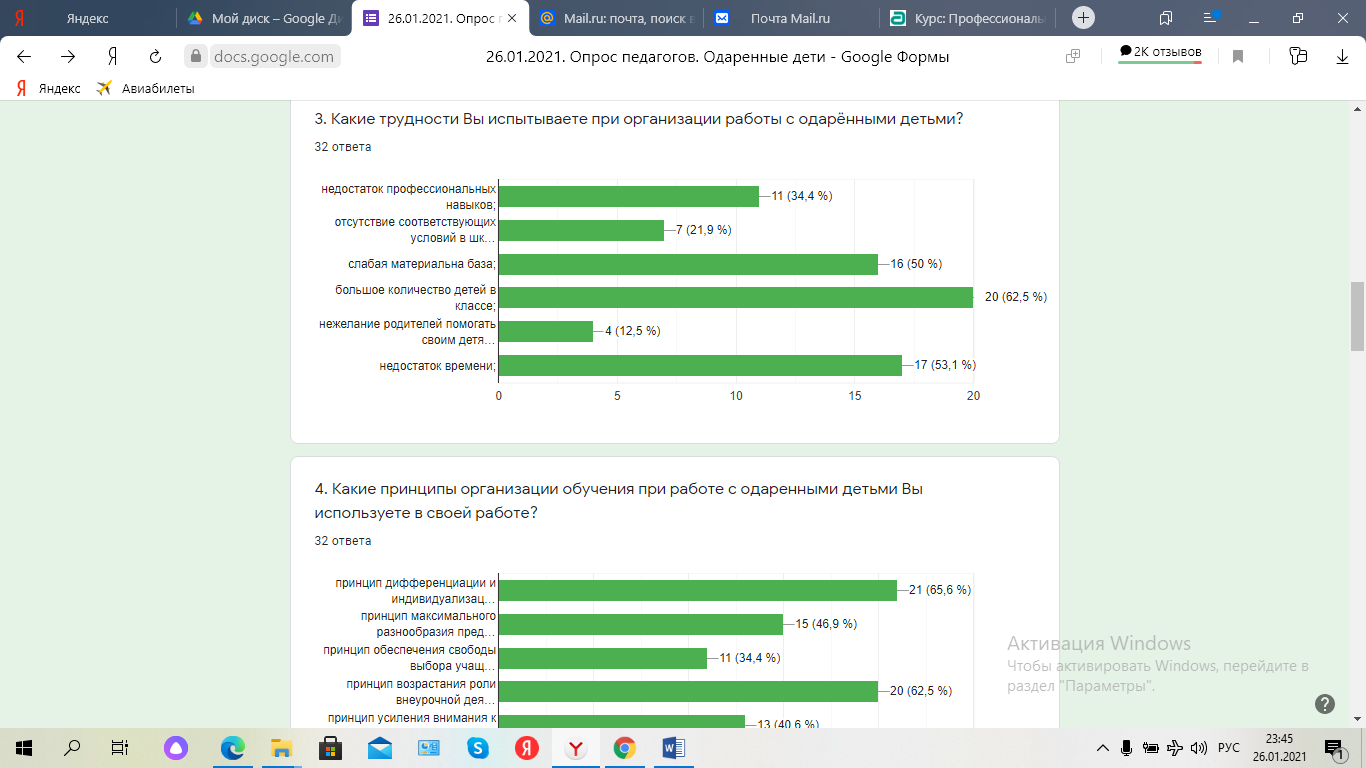 Яндекс
Мой диск – Google Ди
26.01.2021. Опрос п
Mail.ru: почта, поиск в
Почта Mail.ru
Курс: Профессиональ
docs.google.com
26.01.2021. Опрос педагогов. Одаренные дети - Google Формы
2K отзывов
Яндекс
Авиабилеты
3. Какие трудности Вы испытываете при организации работы с одарёнными детьми?
32 ответа
недостаток профессиональных
навыков;
11 (34,4 %)
отсутствие соответствующих
условий в шк...
7 (21,9 %)
слабая материальна база;
16 (50 %)
большое количество детей в
классе;
20 (62,5 %)
нежелание родителей помогать
своим детя...
4 (12,5 %)
недостаток времени;
17 (53,1 %)
0 5 10 15 20
4. Какие принципы организации обучения при работе с одаренными детьми Вы
используете в своей работе?
32 ответа
принцип дифференциации и
индивидуализац...
21 (65,6 %)
принцип максимального
разнообразия пред...
15 (46,9 %)
принцип обеспечения свободы
выбора учащ...
11 (34,4 %)
принцип возрастания роли
внеурочной дея...
20 (62,5 %)
принцип усиления внимания к
13 (40,6 %)
Активация Windows
Чтобы активировать Windows, перейдите в
раздел "Параметры".
РУС
23:45
26.01.2021
1